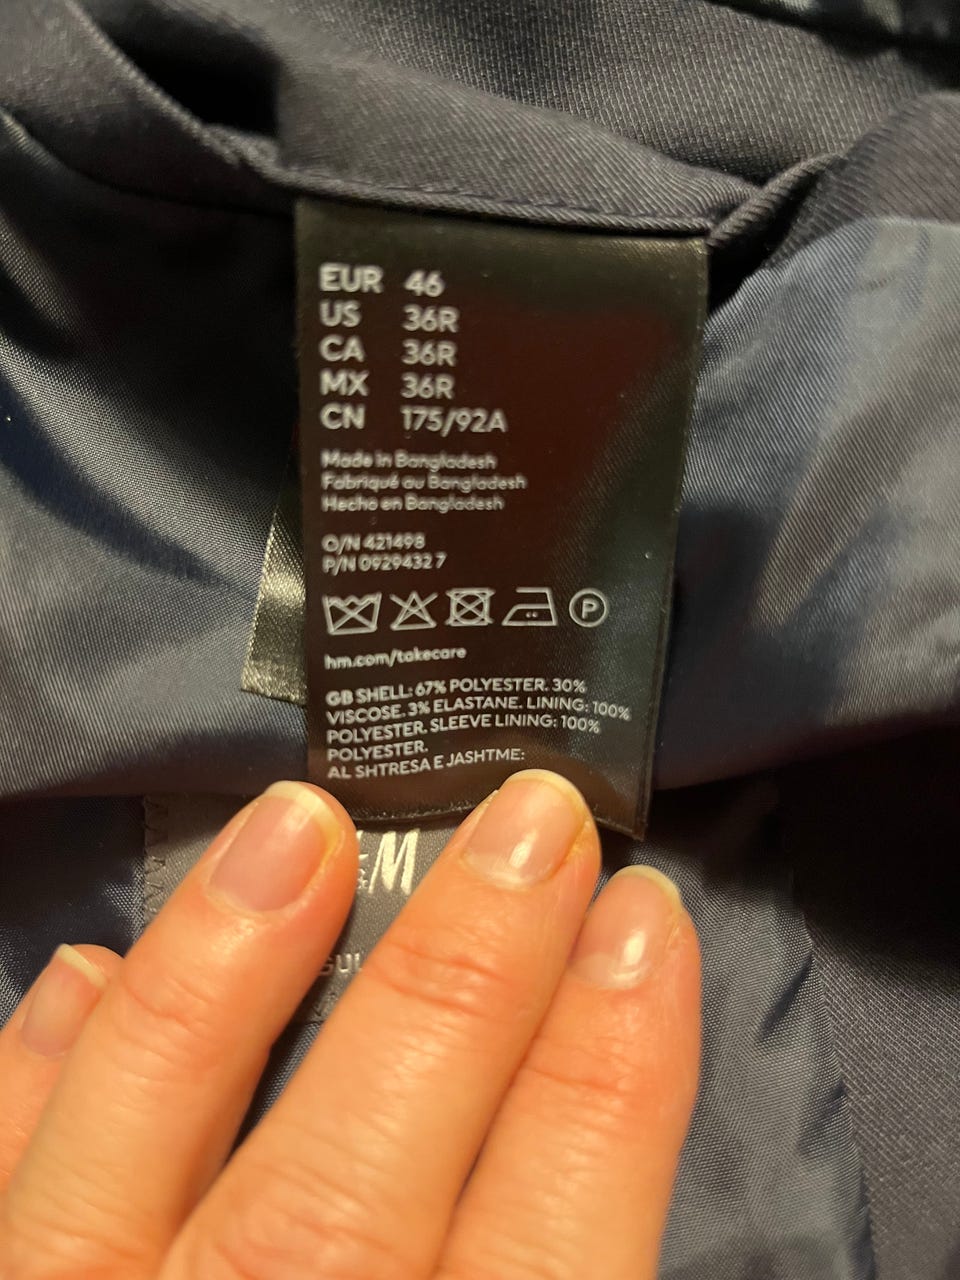 EUR 46
US 36R
CA 36R
MX 36R
CN 175/92A
Made in Bangladesh
Fabriqué au Bangladesh
Hecho en Bangladesh
O/N 421498
P/N 0929432 7
P
hm.com/takecare
GB SHELL: 67% POLYESTER. 30%
VISCOSE. 3% ELASTANE. LINING: 100%
POLYESTER. SLEEVE LINING: 100%
POLYESTER.
AL SHTRESA E JASHTME:
M